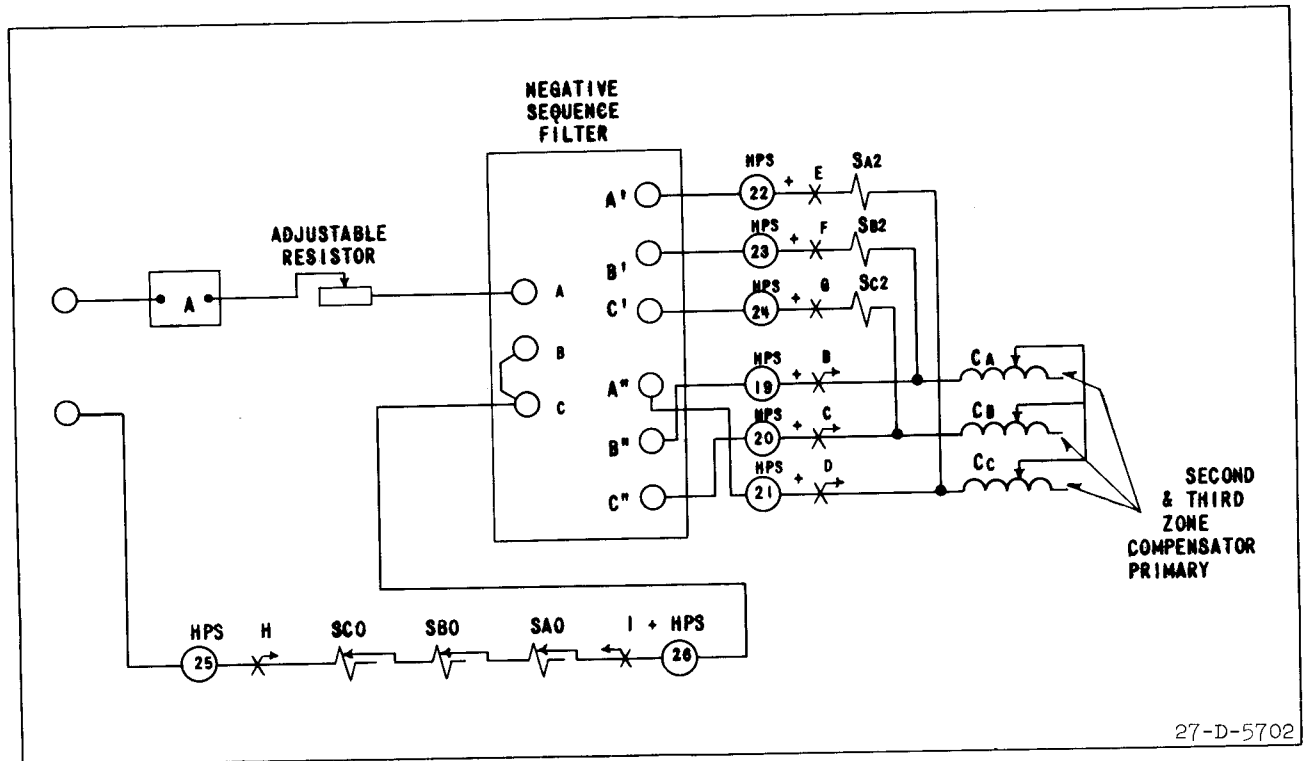 NEGATIVE
SEQUENCE
FILTER
HPS
E
SA2
A'
22
+
HPS
F
SB2
ADJUSTABLE
RESISTOR
B'
23
+
HPS
G
SC2
A
A
C'
24
+
B
HPS
B
CA
A"
19
+
C
HPS
C
CB
B"
20
+
HPS
D
CC
C"
21
+
SECOND
& THIRD
ZONE
COMPENSATOR
PRIMARY
HPS
H
SCO
SBO
SAO
I + HPS
25
26
27-D-5702